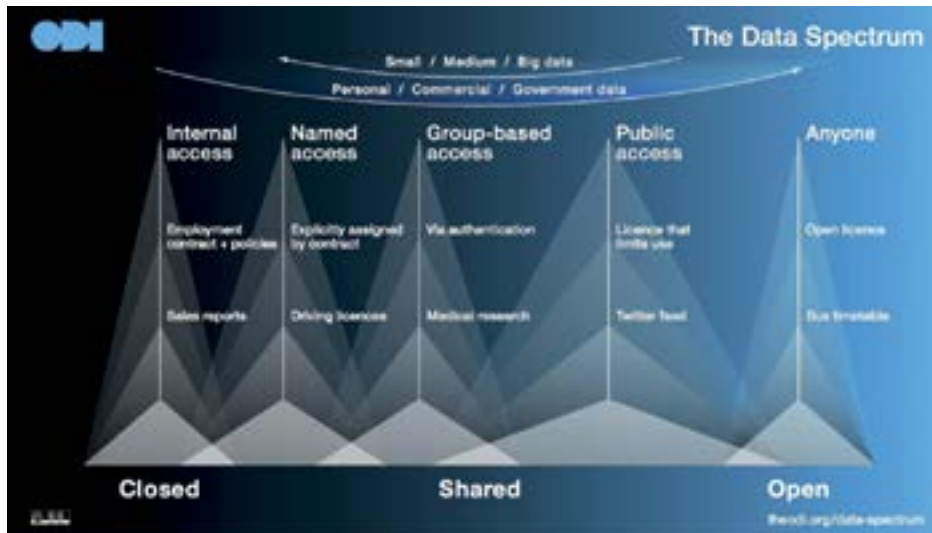 ODI
The Data Spectrum
Small / Medium / Big data
Personal / Commercial / Government data
Internal
access
Named
access
Group-based
access
Public
access
Anyone
Employment
contract + policies
Explicitly assigned
by contract
Via authentication
Licence that
limits use
Open licence
Sales reports
Driving licences
Medical research
Twitter feed
Bus timetable
Closed
Shared
Open
theodi.org/data-spectrum